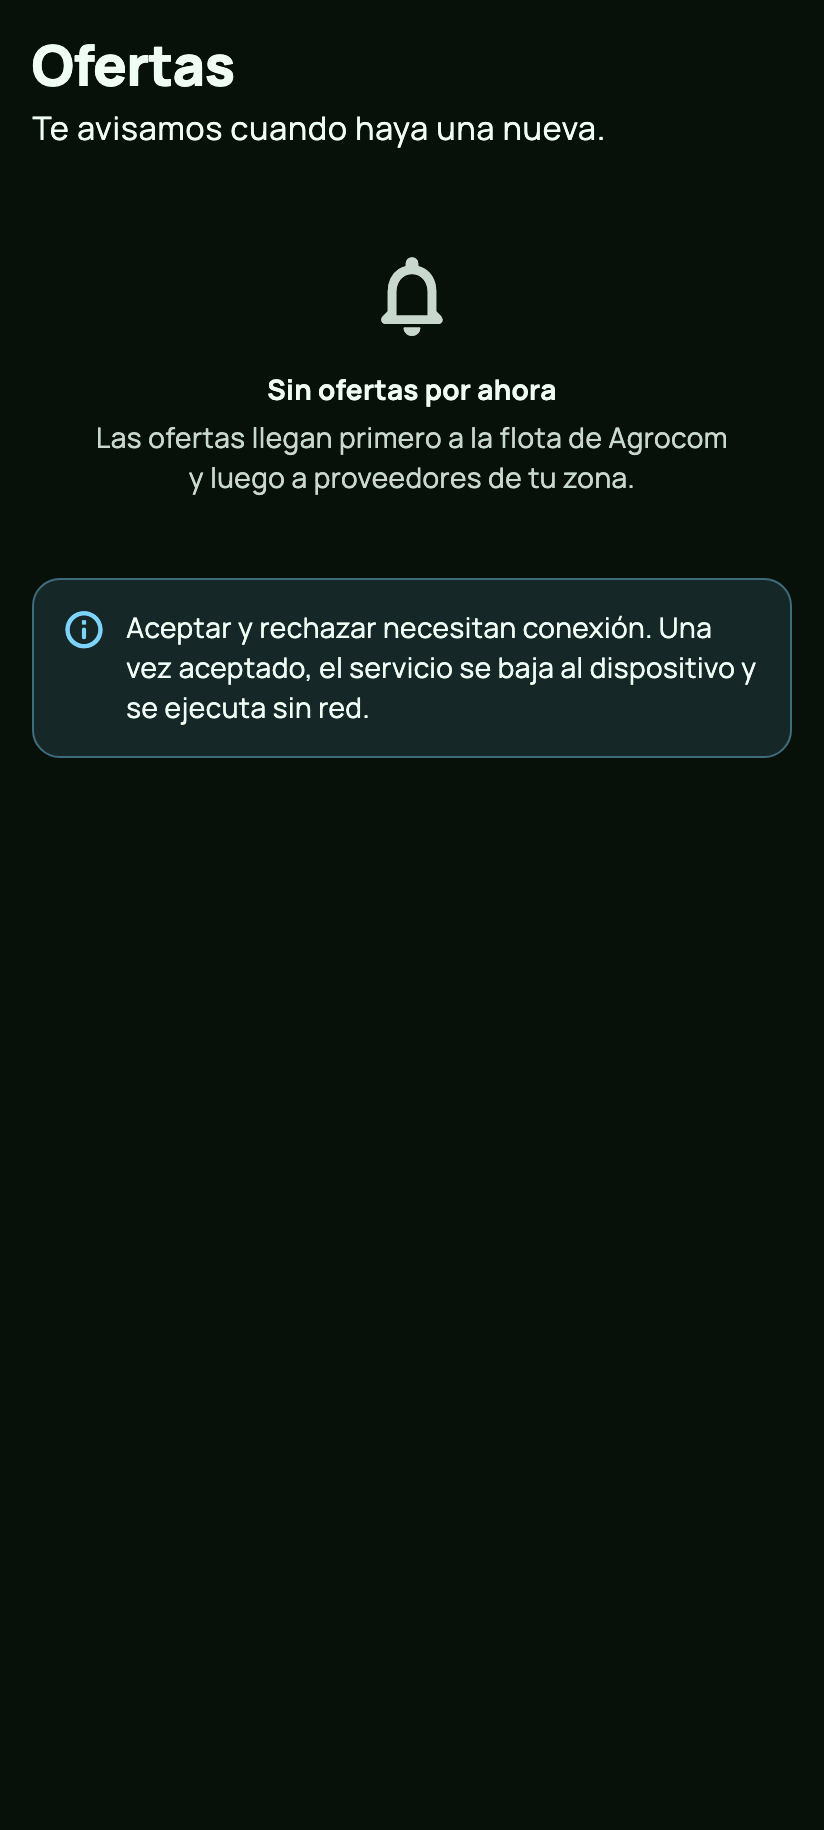 Ofertas
Te avisamos cuando haya una nueva.
Sin ofertas por ahora
Las ofertas llegan primero a la flota de Agrocom
y luego a proveedores de tu zona.
Aceptar y rechazar necesitan conexión. Una
vez aceptado, el servicio se baja al dispositivo y
se ejecuta sin red.